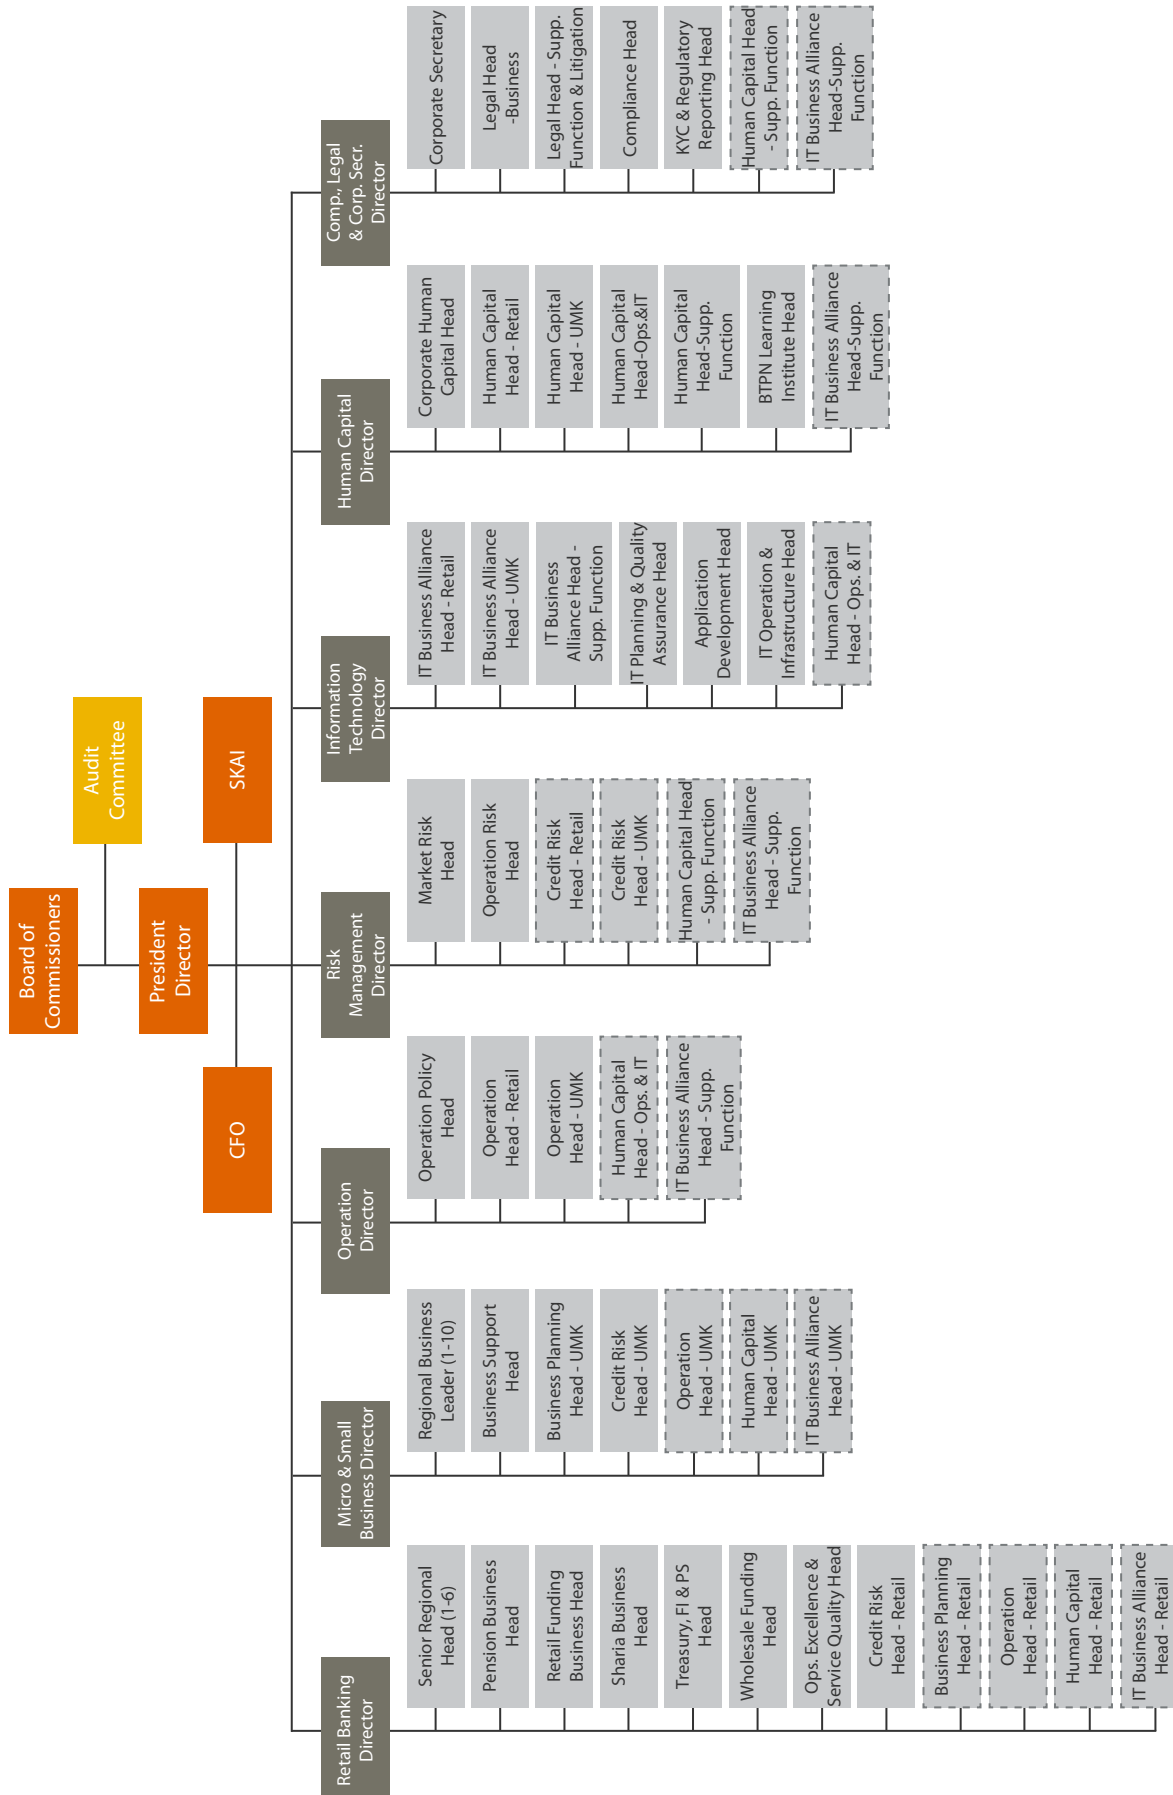 Board of
Commissioners
Audit
Committee
President
Director
CFO
SKAI
Retail Banking
Director
Senior Regional
Head (1-6)
Pension Business
Head
Retail Funding
Business Head
Sharia Business
Head
Treasury, FI & PS
Head
Wholesale Funding
Head
Ops. Excellence &
Service Quality Head
Credit Risk
Head - Retail
Business Planning
Head - Retail
Operation
Head - Retail
Human Capital
Head - Retail
IT Business Alliance
Head - Retail
Micro & Small
Business Director
Regional Business
Leader (1-10)
Business Support
Head
Business Planning
Head - UMK
Credit Risk
Head - UMK
Operation
Head - UMK
Human Capital
Head - UMK
IT Business Alliance
Head - UMK
Operation
Director
Operation Policy
Head
Operation
Head - Retail
Operation
Head - UMK
Human Capital
Head - Ops. & IT
IT Business Alliance
Head - Supp.
Function
Risk
Management
Director
Market Risk
Head
Operation Risk
Head
Credit Risk
Head - Retail
Credit Risk
Head - UMK
Human Capital Head
- Supp. Function
IT Business Alliance
Head - Supp.
Function
Information
Technology
Director
IT Business Alliance
Head - Retail
IT Business Alliance
Head - UMK
IT Business
Alliance Head -
Supp. Function
IT Planning & Quality
Assurance Head
Application
Development Head
IT Operation &
Infrastructure Head
Human Capital
Head - Ops. & IT
Human Capital
Director
Corporate Human
Capital Head
Human Capital
Head - Retail
Human Capital
Head - UMK
Human Capital
Head-Ops.&IT
Human Capital
Head-Supp.
Function
BTPN Learning
Institute Head
IT Business Alliance
Head-Supp.
Function
Comp., Legal
& Corp. Secr.
Director
Corporate Secretary
Legal Head
-Business
Legal Head - Supp.
Function & Litigation
Compliance Head
KYC & Regulatory
Reporting Head
Human Capital Head
- Supp. Function
IT Business Alliance
Head-Supp.
Function